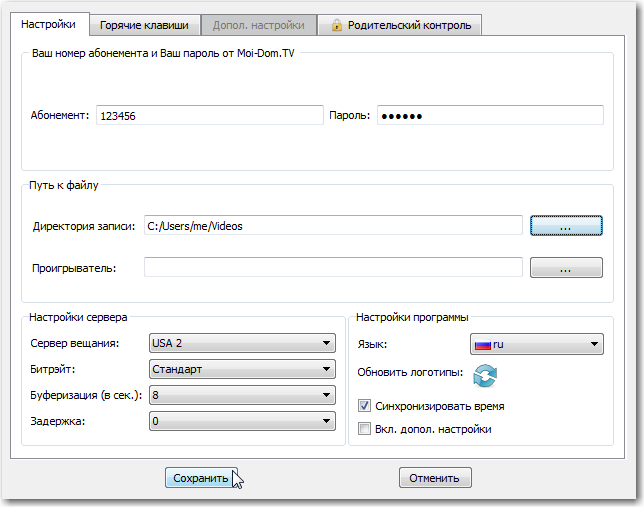 Настройки Горячие клавиши Допол. настройки Родительский контроль
Ваш номер абонемента и Ваш пароль от Moi-Dom.TV
Абонемент: 123456 Пароль: ●●●●●●
Путь к файлу
Директория записи: C:/Users/me/Videos ...
Проигрыватель: ...
Настройки сервера
Сервер вещания: USA 2
Битрэйт: Стандарт
Буферизация (в сек.): 8
Задержка: 0
Настройки программы
Язык: ru
Обновить логотипы:
Синхронизировать время
Вкл. допол. настройки
Сохранить Отменить